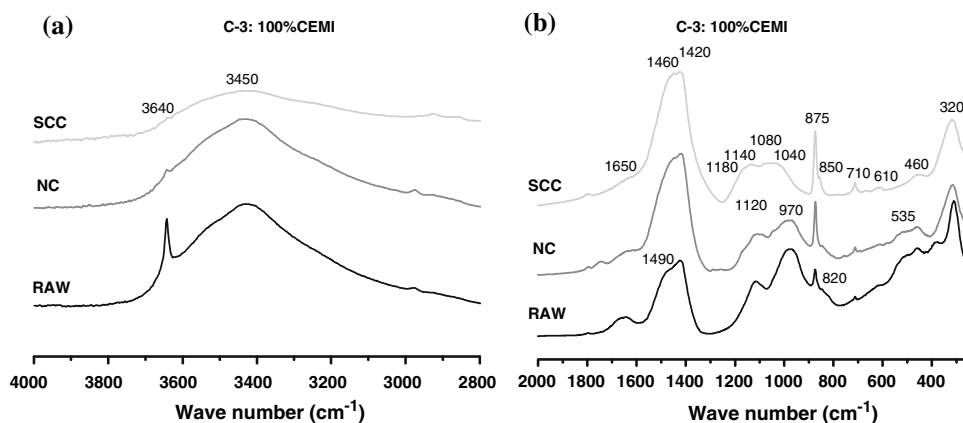 (a)
C-3: 100%CEMI
3640
3450
SCC
NC
RAW
4000 3600 3400 3200 3000 2800
Wave number (cm-1)
(b)
C-3: 100%CEMI
1460 1420
875
320
1650
1180
1140
1080
1040
850
710
610
460
SCC
1120
970
535
NC
1490
820
RAW
2000 1600 1400 1200 1000 800 600 400
Wave number (cm-1)